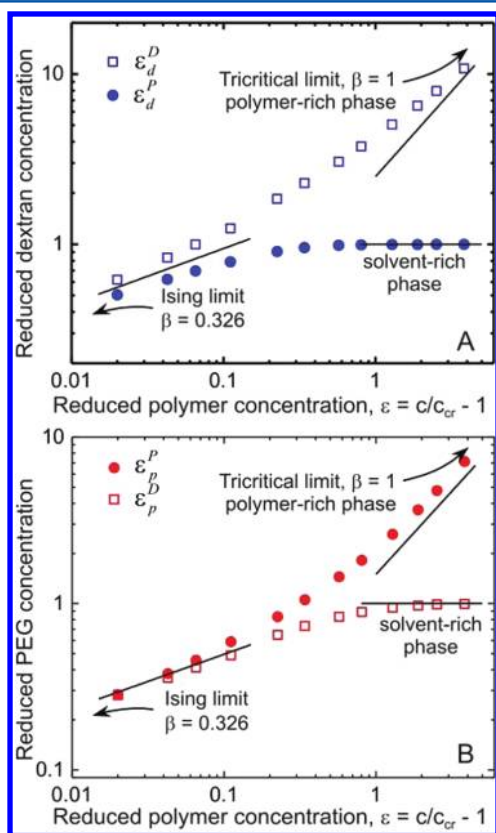 10
1
Reduced dextran concentration
ε_d^D
ε_d^P
Tricritical limit, β = 1
polymer-rich phase
solvent-rich
phase
Ising limit
β = 0.326
A
0.01 0.1 1
Reduced polymer concentration, ε = c/c_cr - 1
10
1
0.1
Reduced PEG concentration
ε_p^P
ε_p^D
Tricritical limit, β = 1
polymer-rich phase
solvent-rich
phase
Ising limit
β = 0.326
B
0.01 0.1 1
Reduced polymer concentration, ε = c/c_cr - 1